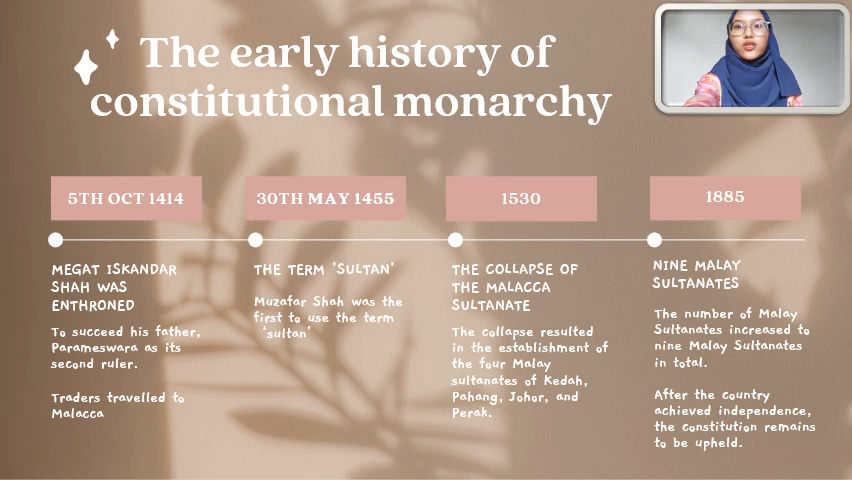 The early history of
constitutional monarchy
5TH OCT 1414
MEGAT ISKANDAR
SHAH WAS
ENTHRONED
To succeed his father,
Parameswara as its
second ruler.
Traders travelled to
Malacca
30TH MAY 1455
THE TERM 'SULTAN'
Muzafar Shah was the
first to use the term
'sultan'
1530
THE COLLAPSE OF
THE MALACCA
SULTANATE
The collapse resulted
in the establishment of
the four Malay
sultanates of Kedah,
Pahang, Johor, and
Perak.
1885
NINE MALAY
SULTANATES
The number of Malay
Sultanates increased to
nine Malay Sultanates
in total.
After the country
achieved independence,
the constitution remains
to be upheld.